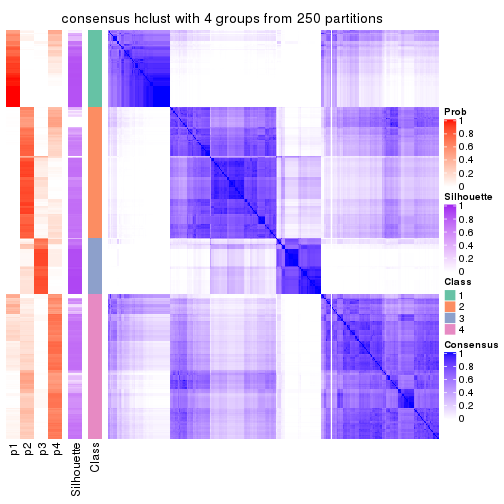 consensus hclust with 4 groups from 250 partitions
Prob
1
0.8
0.6
0.4
0.2
0
Silhouette
1
0.8
0.6
0.4
0.2
0
Class
1
2
3
4
Consensus
1
0.8
0.6
0.4
0.2
0
p1
p2
p3
p4
Silhouette
Class